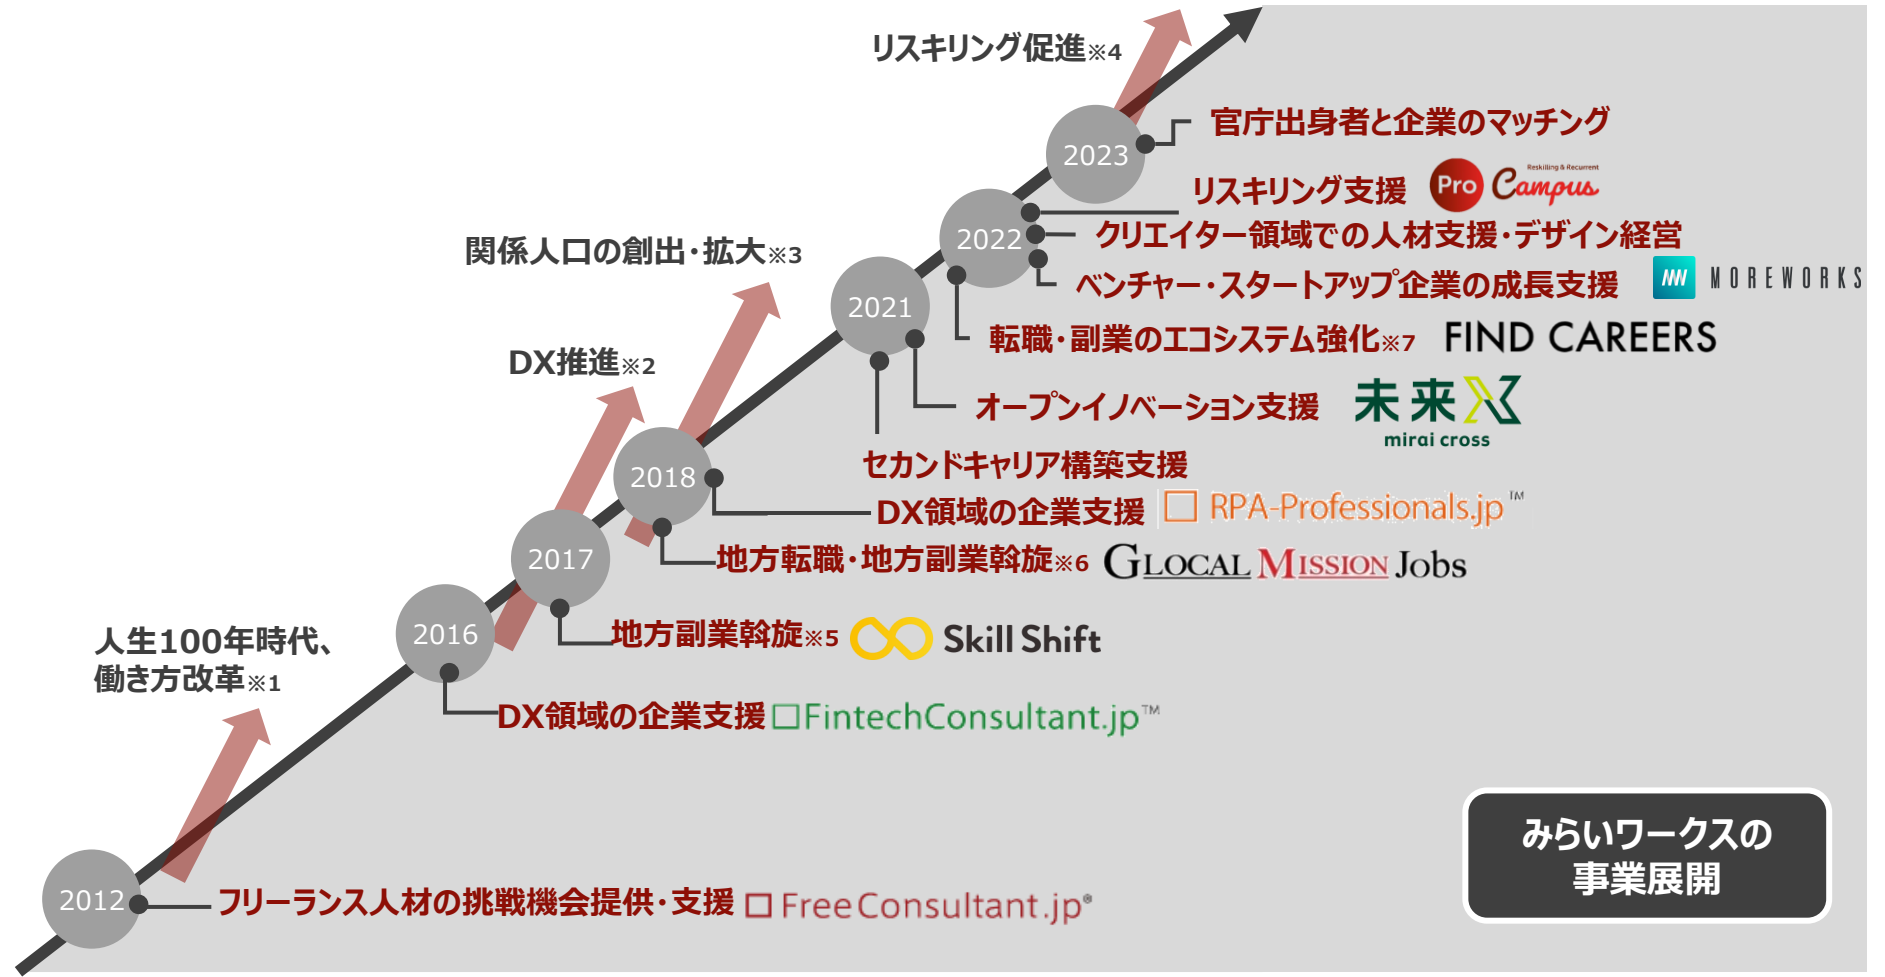 リスキリング促進※4
2023
官庁出身者と企業のマッチング
リスキリング支援
Pro
Reskilling & Recurrent
Campus
2022
クリエイター領域での人材支援・デザイン経営
関係人口の創出・拡大※3
ベンチャー・スタートアップ企業の成長支援
MOREWORKS
2021
転職・副業のエコシステム強化※7
FIND CAREERS
DX推進※2
オープンイノベーション支援
未来X
mirai cross
セカンドキャリア構築支援
2018
DX領域の企業支援
RPA-Professionals.jp™
2017
地方転職・地方副業斡旋※6
GLOCAL MISSION Jobs
2016
地方副業斡旋※5
Skill Shift
人生100年時代、
働き方改革※1
DX領域の企業支援
FintechConsultant.jp™
みらいワークスの
事業展開
2012
フリーランス人材の挑戦機会提供・支援
FreeConsultant.jp®